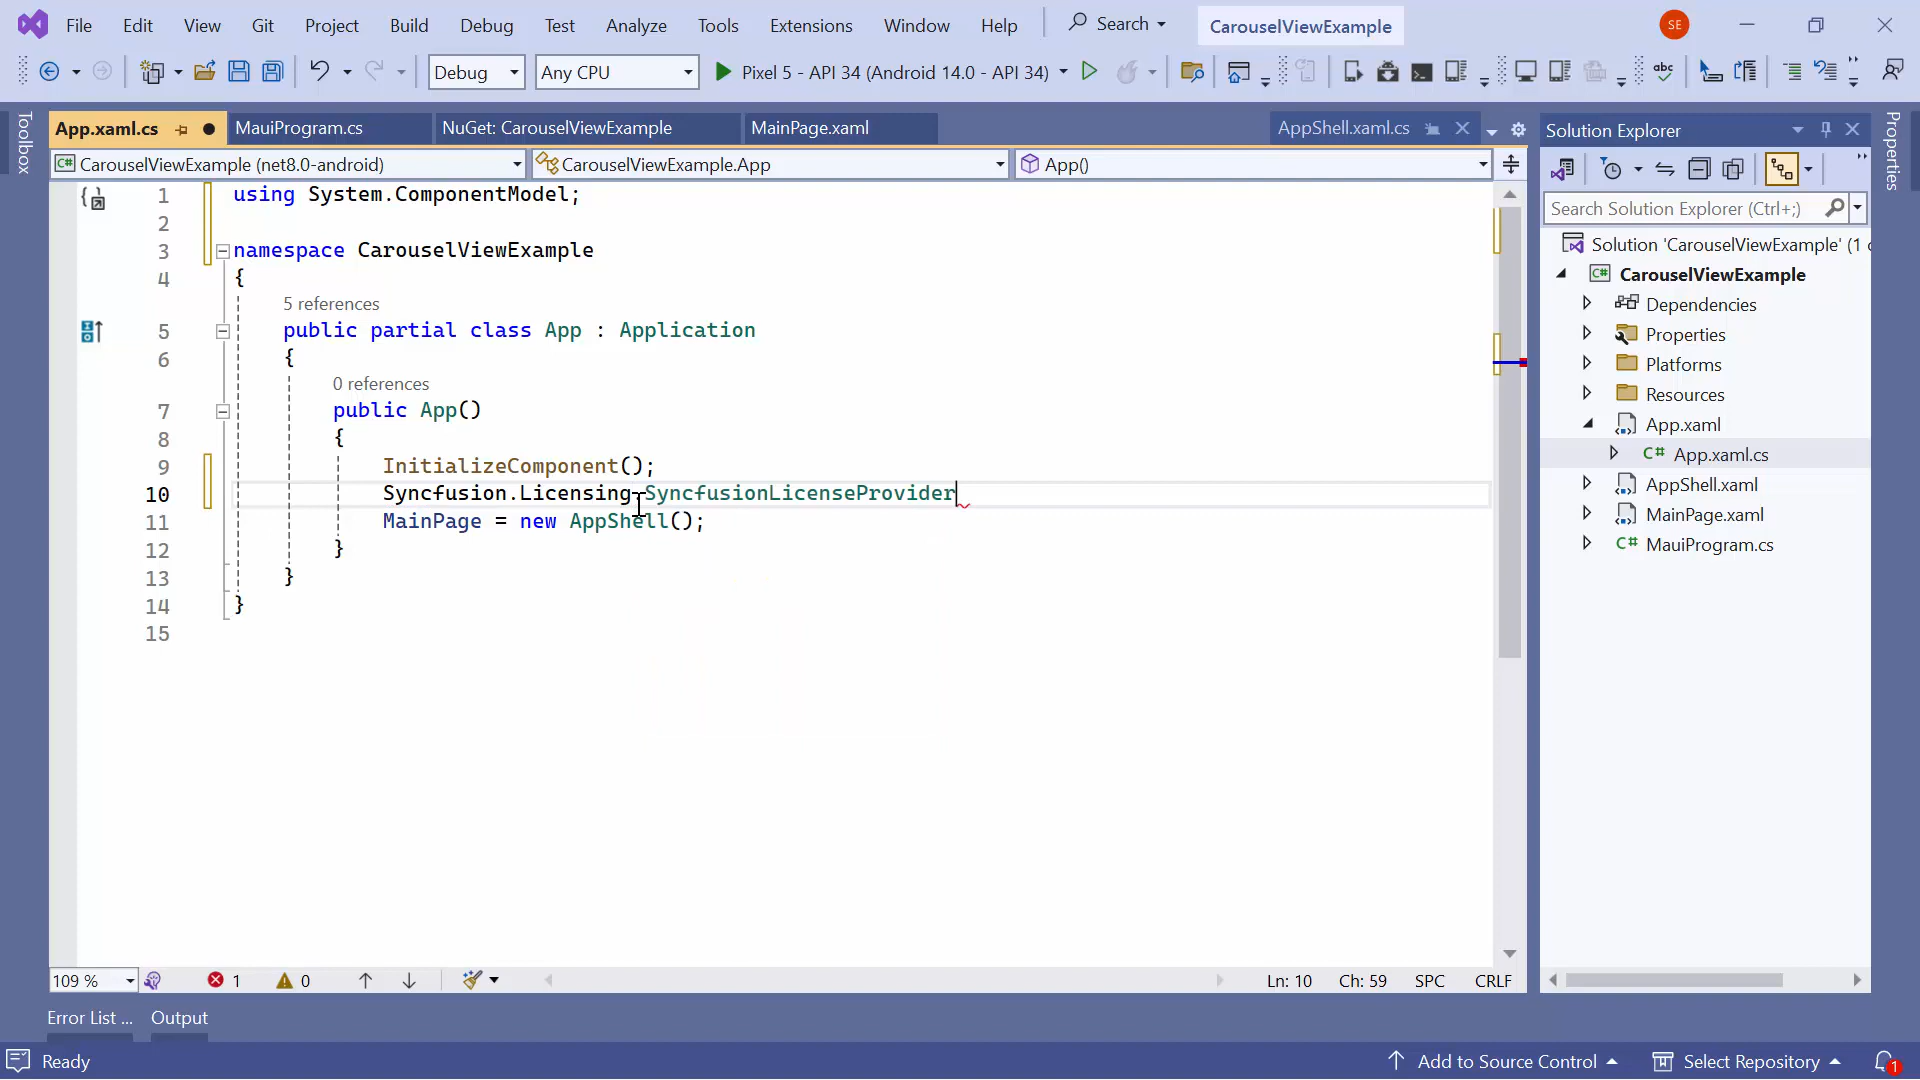 File Edit View Git Project Build Debug Test Analyze Tools Extensions Window Help Search CarouselViewExample SE
Debug Any CPU Pixel 5 - API 34 (Android 14.0 - API 34)
App.xaml.cs MauiProgram.cs NuGet: CarouselViewExample MainPage.xaml AppShell.xaml.cs
CarouselViewExample (net8.0-android) CarouselViewExample.App App()
Toolbox
1 using System.ComponentModel;
2
3 namespace CarouselViewExample
4 {
5 references
5 public partial class App : Application
6 {
0 references
7 public App()
8 {
9 InitializeComponent();
10 Syncfusion.Licensing.SyncfusionLicenseProvider
11 MainPage = new AppShell();
12 }
13 }
14 }
15
109 % 1 0 Ln: 10 Ch: 59 SPC CRLF
Solution Explorer
Search Solution Explorer (Ctrl+;)
Solution 'CarouselViewExample' (1 
CarouselViewExample
Dependencies
Properties
Platforms
Resources
App.xaml
C# App.xaml.cs
AppShell.xaml
MainPage.xaml
C# MauiProgram.cs
Properties
Error List ... Output
Ready Add to Source Control Select Repository 1